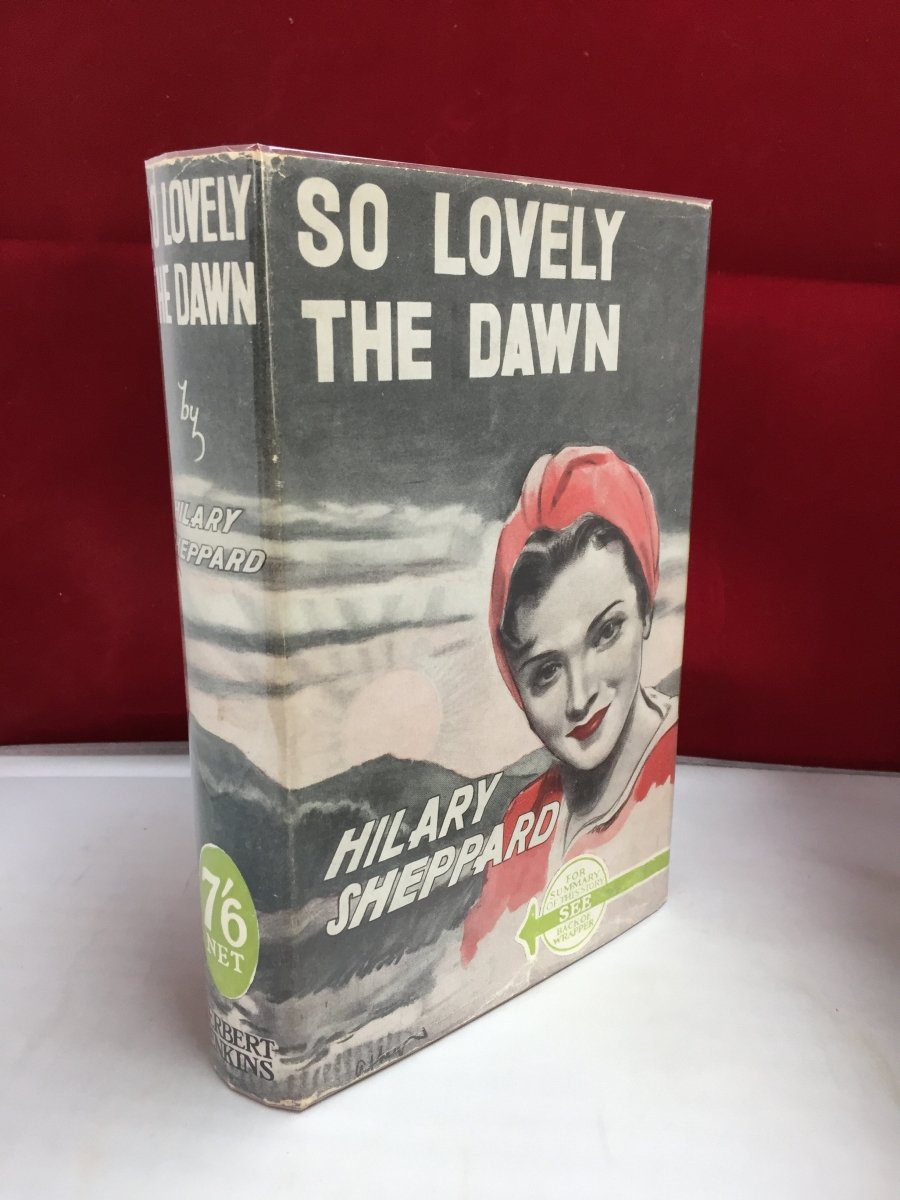 LOVELY
THE DAWN
by
HILARY
SHEPPARD
7'6
NET
HERBERT
JENKINS
SO LOVELY
THE DAWN
HILARY
SHEPPARD
FOR
SUMMARY
OF THIS STORY
SEE
BACK OF
WRAPPER